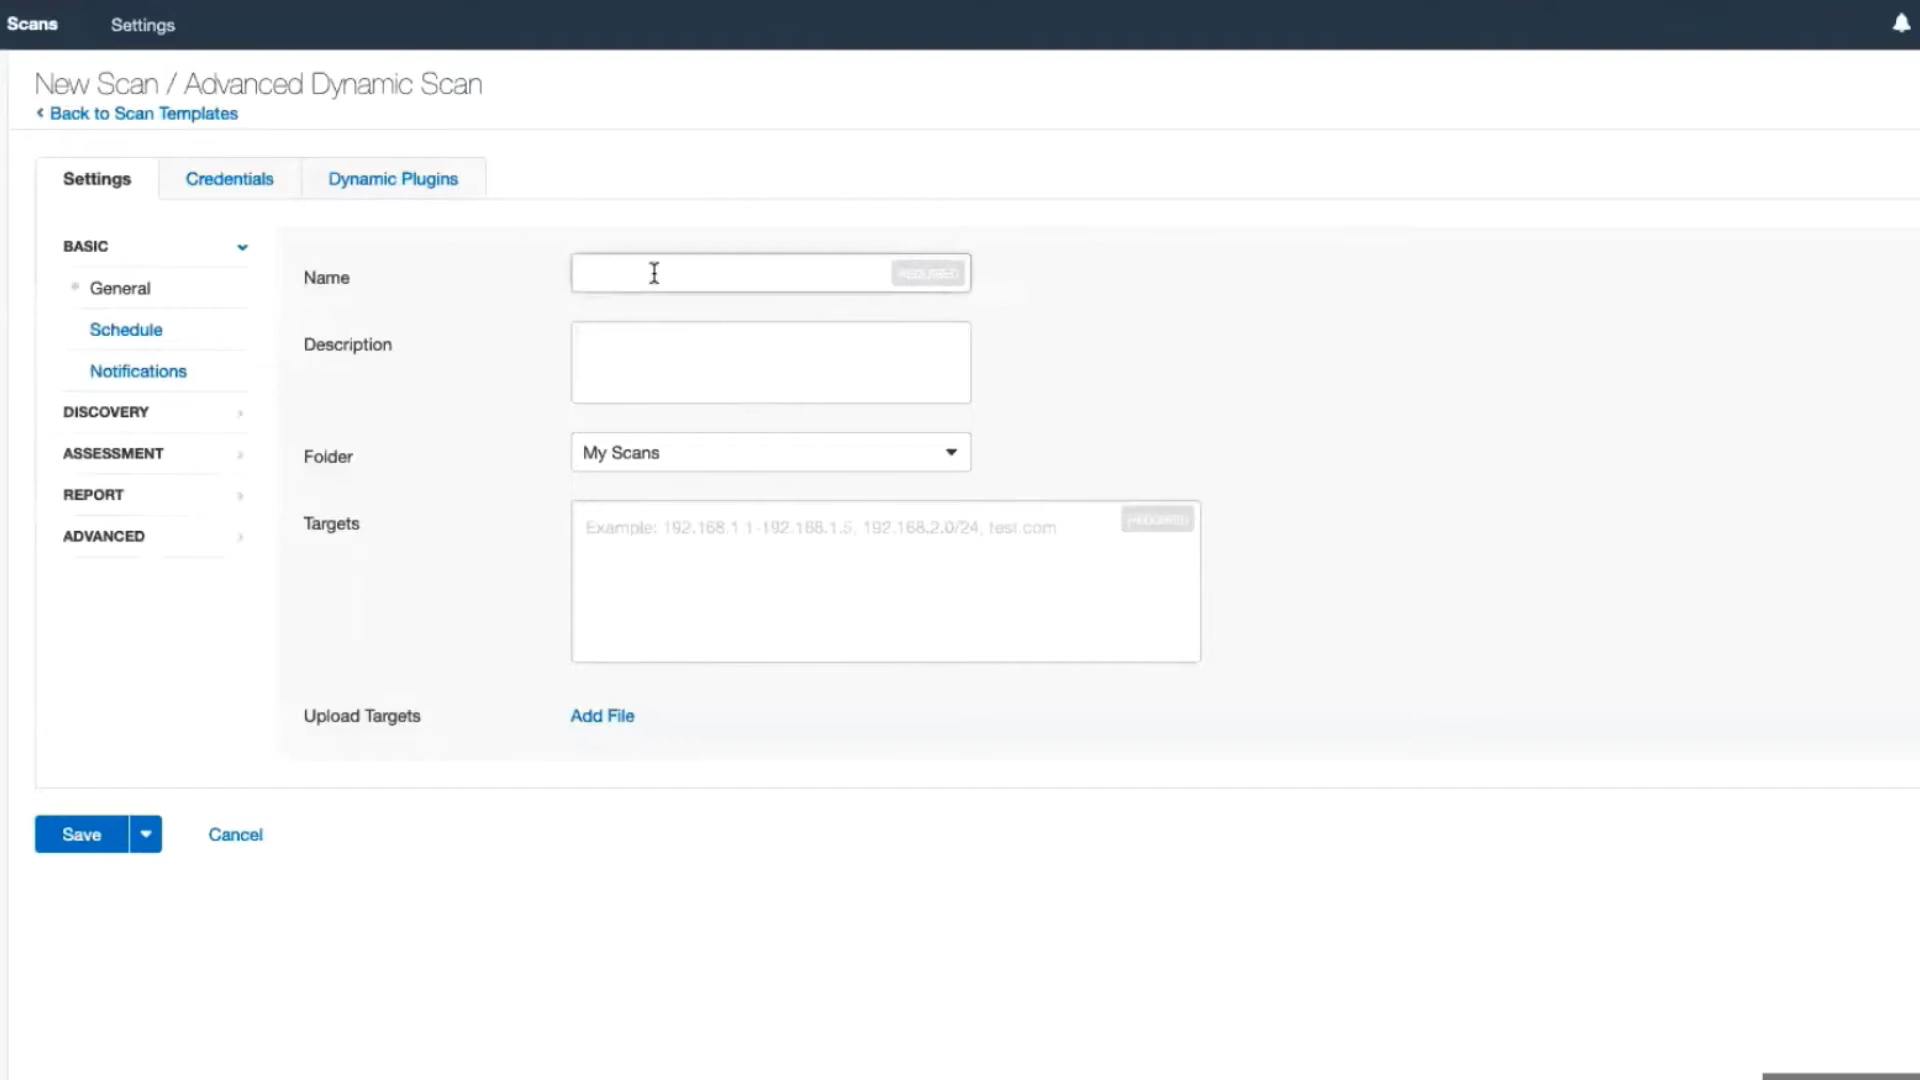 Scans Settings
New Scan / Advanced Dynamic Scan
Back to Scan Templates
Settings Credentials Dynamic Plugins
BASIC
General
Schedule
Notifications
DISCOVERY
ASSESSMENT
REPORT
ADVANCED
Name REQUIRED
Description
Folder My Scans
Targets Example: 192.168.1.1-192.168.1.5, 192.168.2.0/24, test.com REQUIRED
Upload Targets Add File
Save Cancel